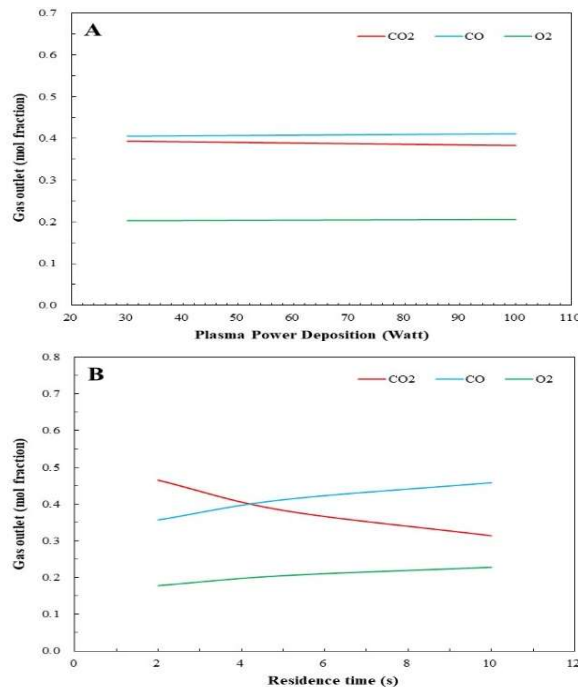 A
CO2 CO O2
0.7
0.6
0.5
0.4
0.3
0.2
0.1
0.0
Gas outlet (mol fraction)
20 30 40 50 60 70 80 90 100 110
Plasma Power Deposition (Watt)
B
CO2 CO O2
0.8
0.7
0.6
0.5
0.4
0.3
0.2
0.1
0.0
Gas outlet (mol fraction)
0 2 4 6 8 10 12
Residence time (s)